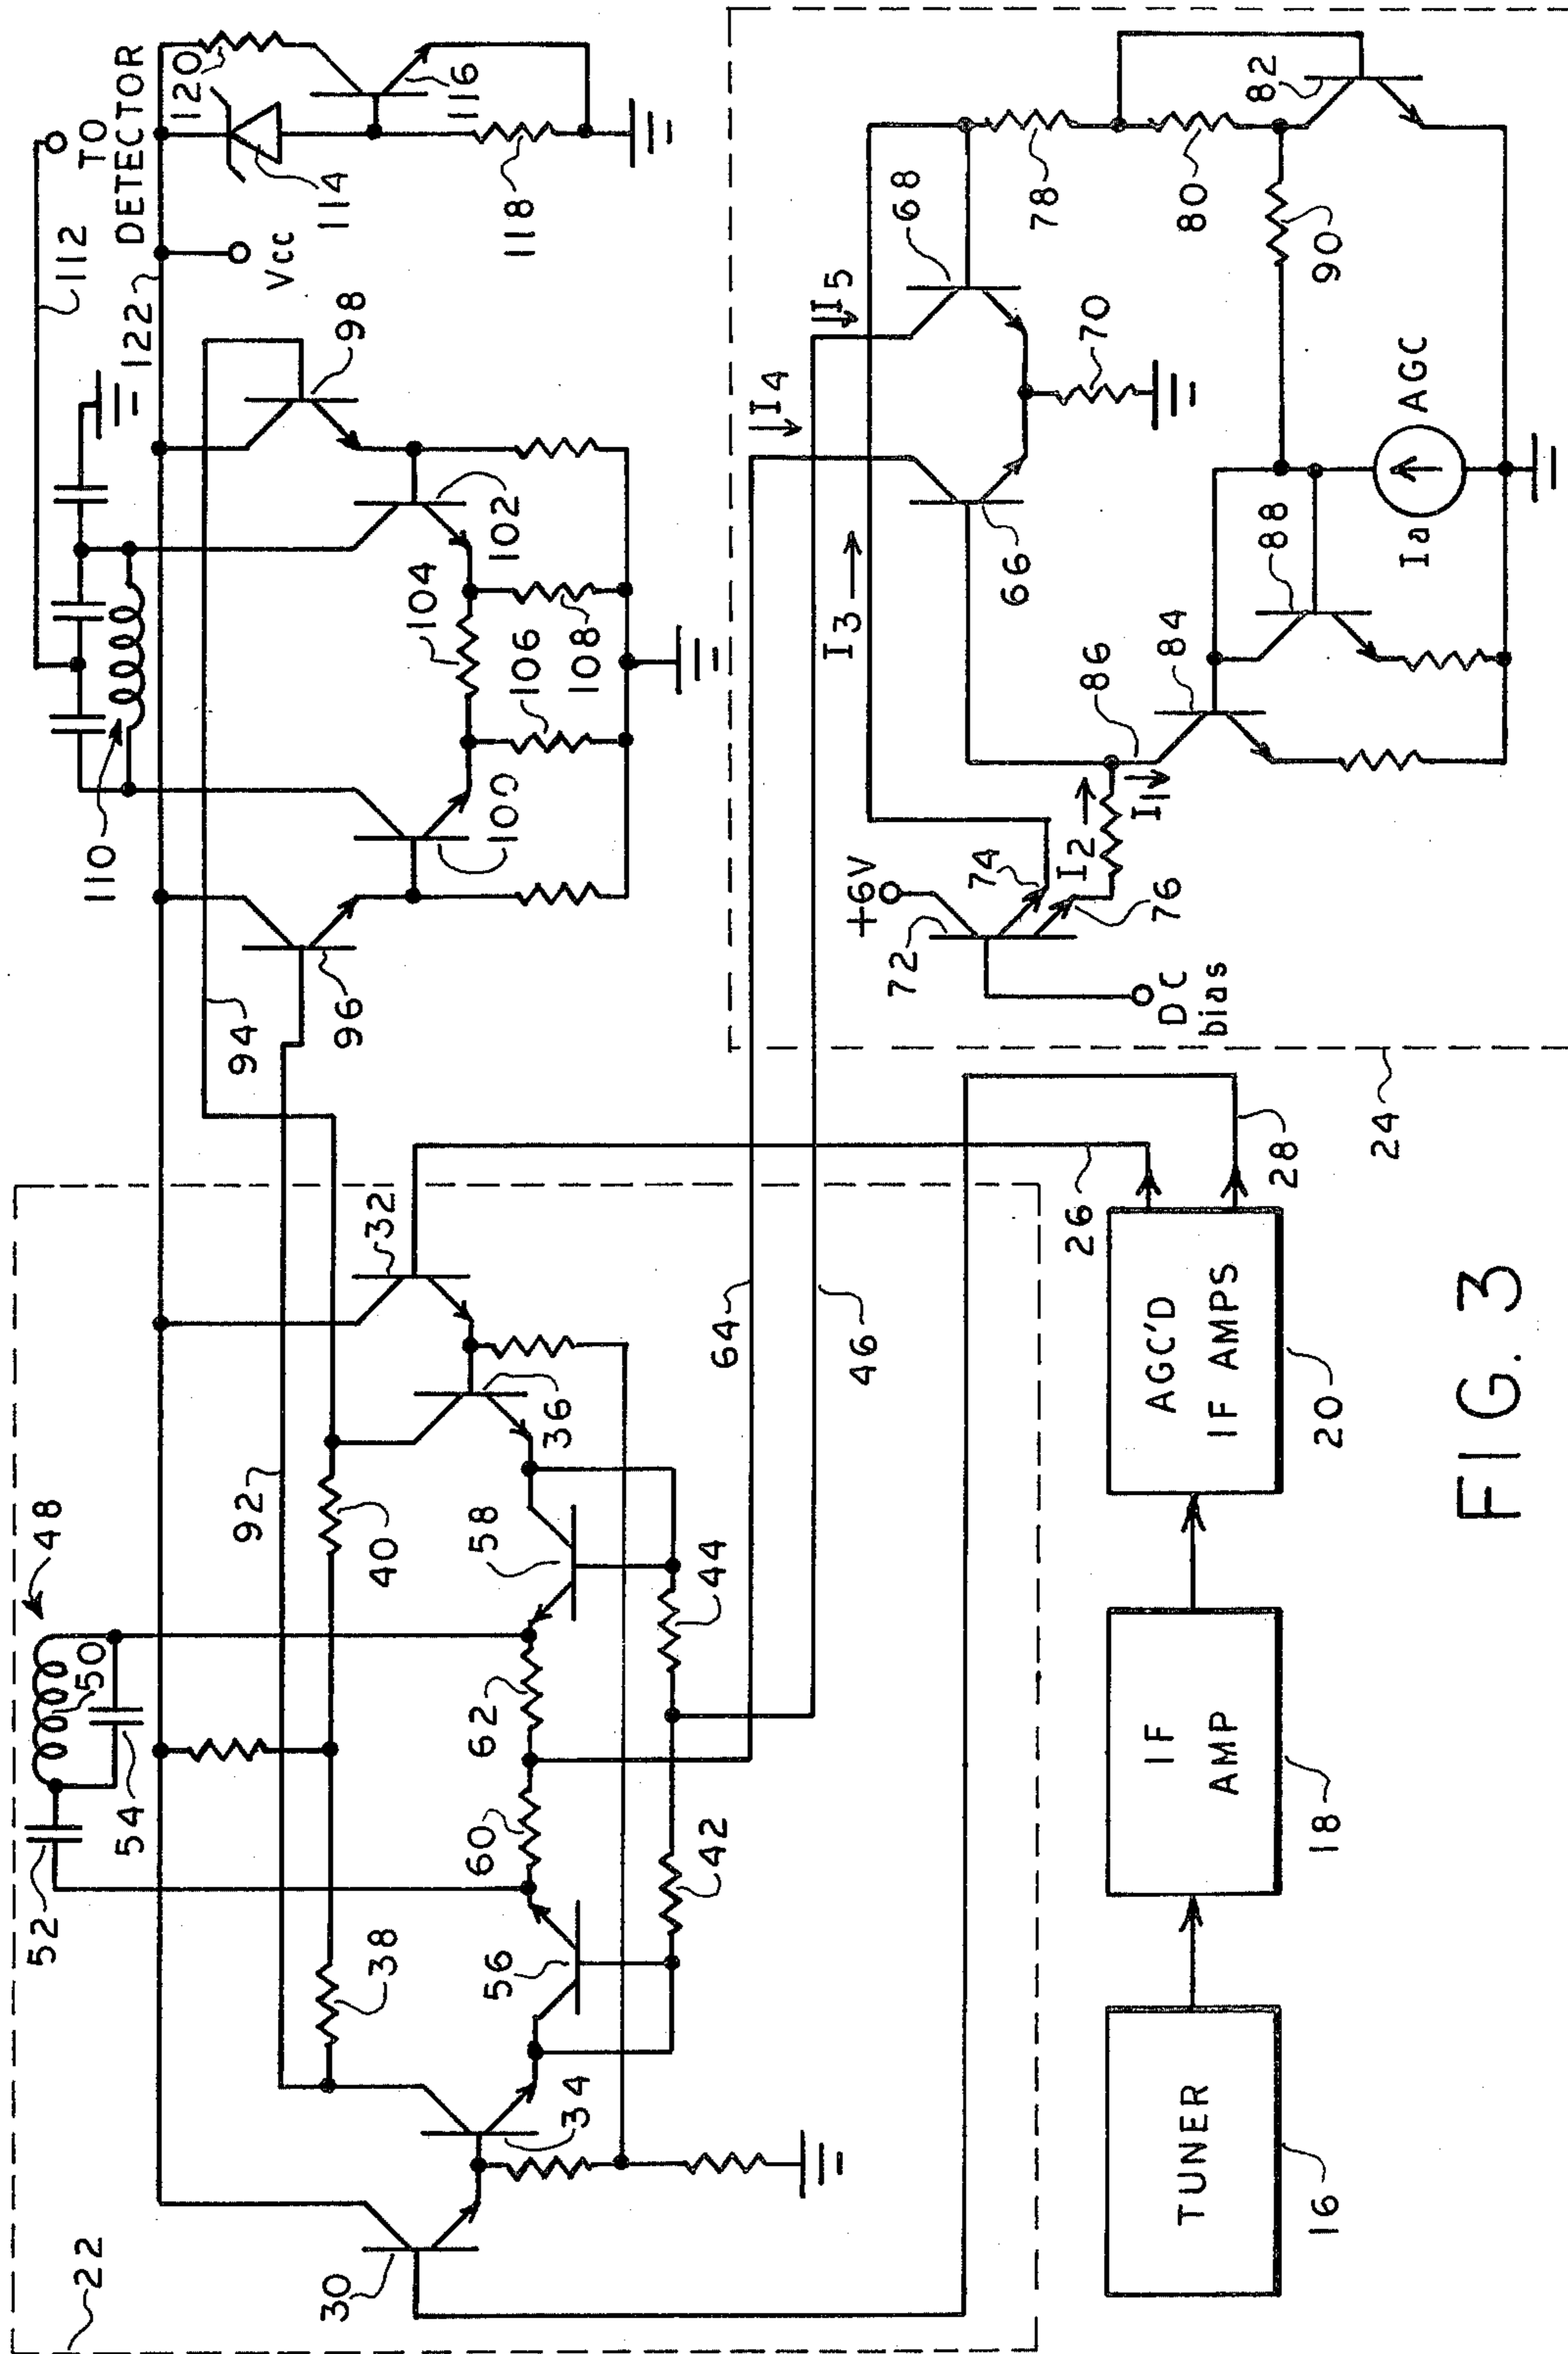 22
48
52
50
54
30
34
38
56
60
62
58
42
44
40
36
32
92
64
46
94
96
110
100
104
106
108
102
98
112
122
TO
DETECTOR
Vcc
114
120
116
118
TUNER
16
IF
AMP
18
AGC'D
IF AMPS
20
26
28
24
72
+6V
74
76
DC
bias
I2
I1
I3
I4
I5
66
68
70
78
80
82
84
86
88
90
Ia
AGC
FIG. 3